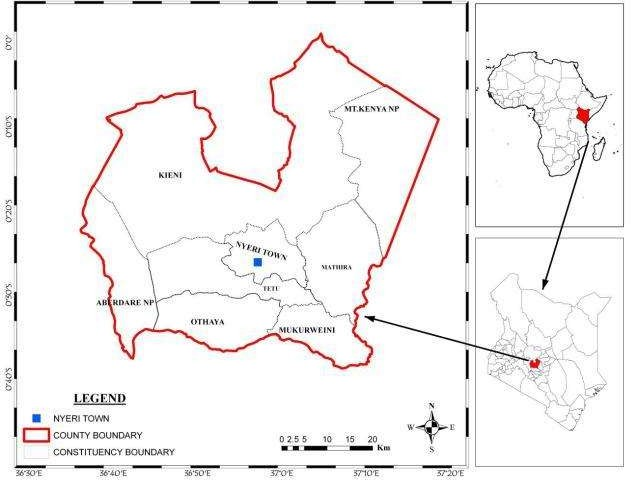 0°0'
0°10'S
0°20'S
0°30'S
0°40'S
MT.KENYA NP
KIENI
NYERI TOWN
MATHIRA
TETU
ABERDARE NP
OTHAYA
MUKURWEINI
LEGEND
NYERI TOWN
COUNTY BOUNDARY
CONSTITUENCY BOUNDARY
0 2.5 5 10 15 20
Km
N
W E
S
36°30'E 36°40'E 36°50'E 37°0'E 37°10'E 37°20'E